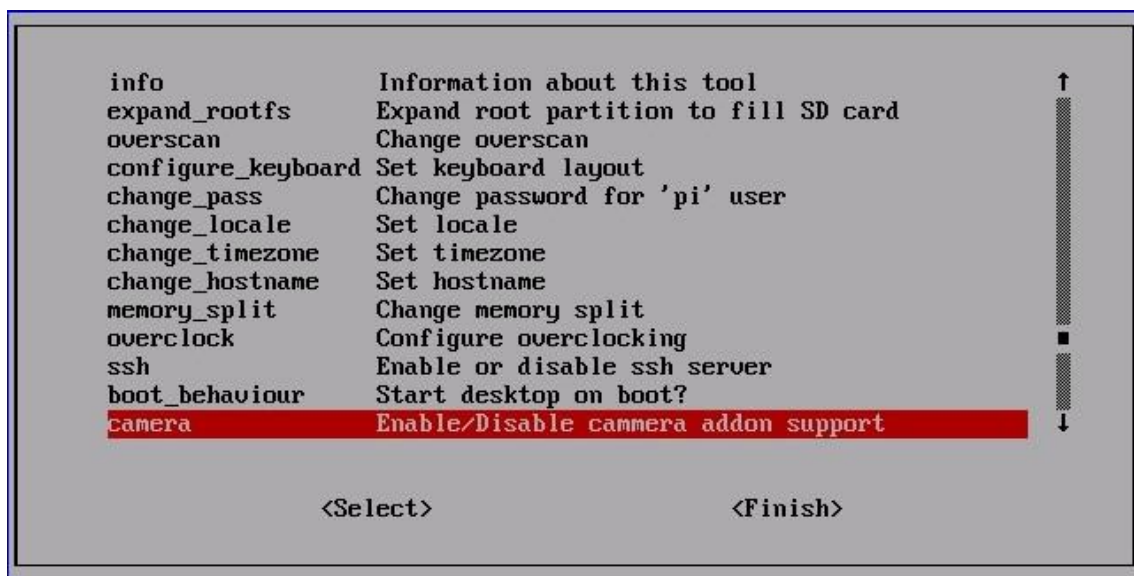 info Information about this tool
expand_rootfs Expand root partition to fill SD card
overscan Change overscan
configure_keyboard Set keyboard layout
change_pass Change password for 'pi' user
change_locale Set locale
change_timezone Set timezone
change_hostname Set hostname
memory_split Change memory split
overclock Configure overclocking
ssh Enable or disable ssh server
boot_behaviour Start desktop on boot?
camera Enable/Disable cammera addon support
<Select> <Finish>